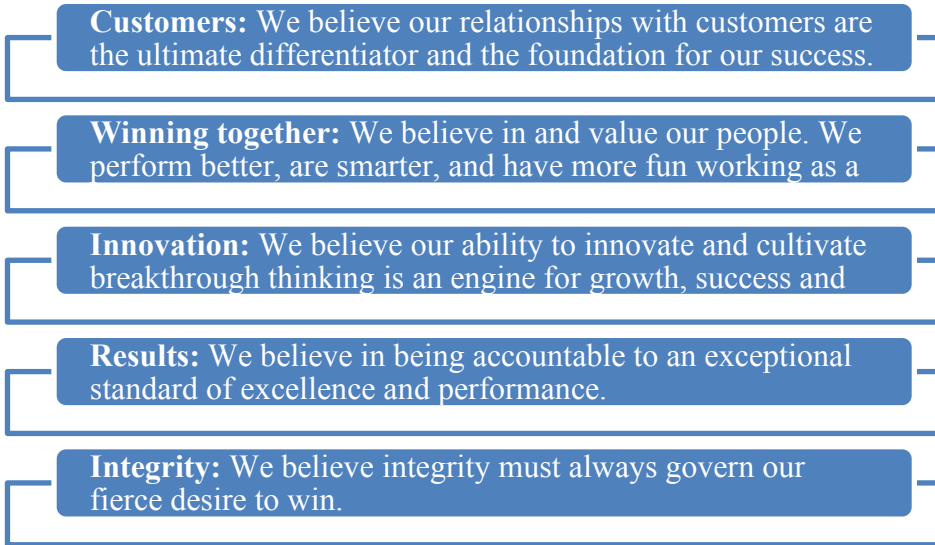 Customers: We believe our relationships with customers are
the ultimate differentiator and the foundation for our success.
Winning together: We believe in and value our people. We
perform better, are smarter, and have more fun working as a
Innovation: We believe our ability to innovate and cultivate
breakthrough thinking is an engine for growth, success and
Results: We believe in being accountable to an exceptional
standard of excellence and performance.
Integrity: We believe integrity must always govern our
fierce desire to win.